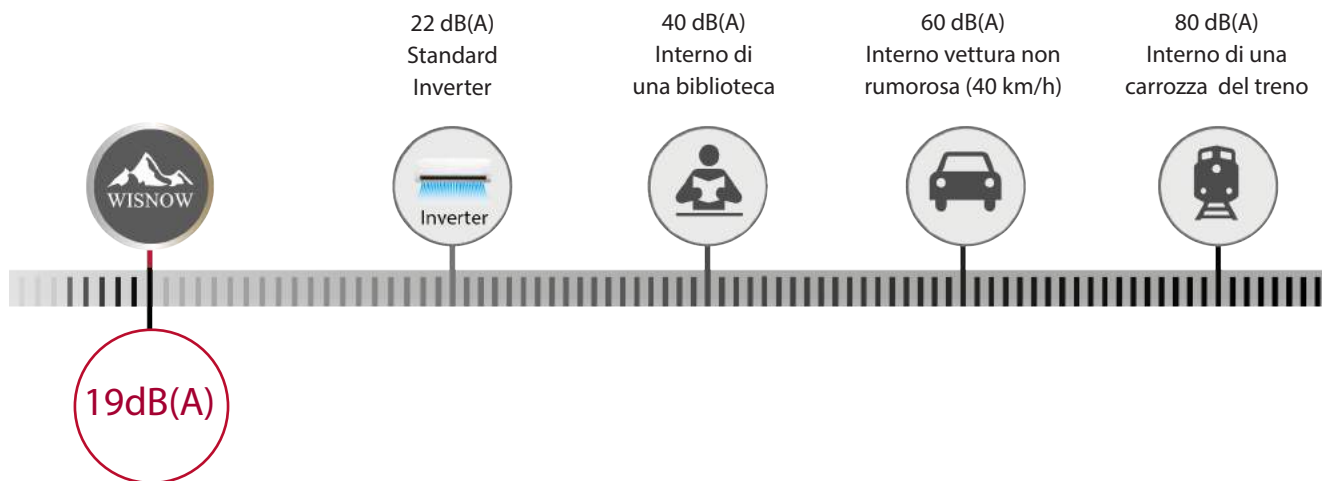 22 dB(A)
Standard
Inverter
40 dB(A)
Interno di
una biblioteca
60 dB(A)
Interno vettura non
rumorosa (40 km/h)
80 dB(A)
Interno di una
carrozza del treno
WISNOW
Inverter
19dB(A)